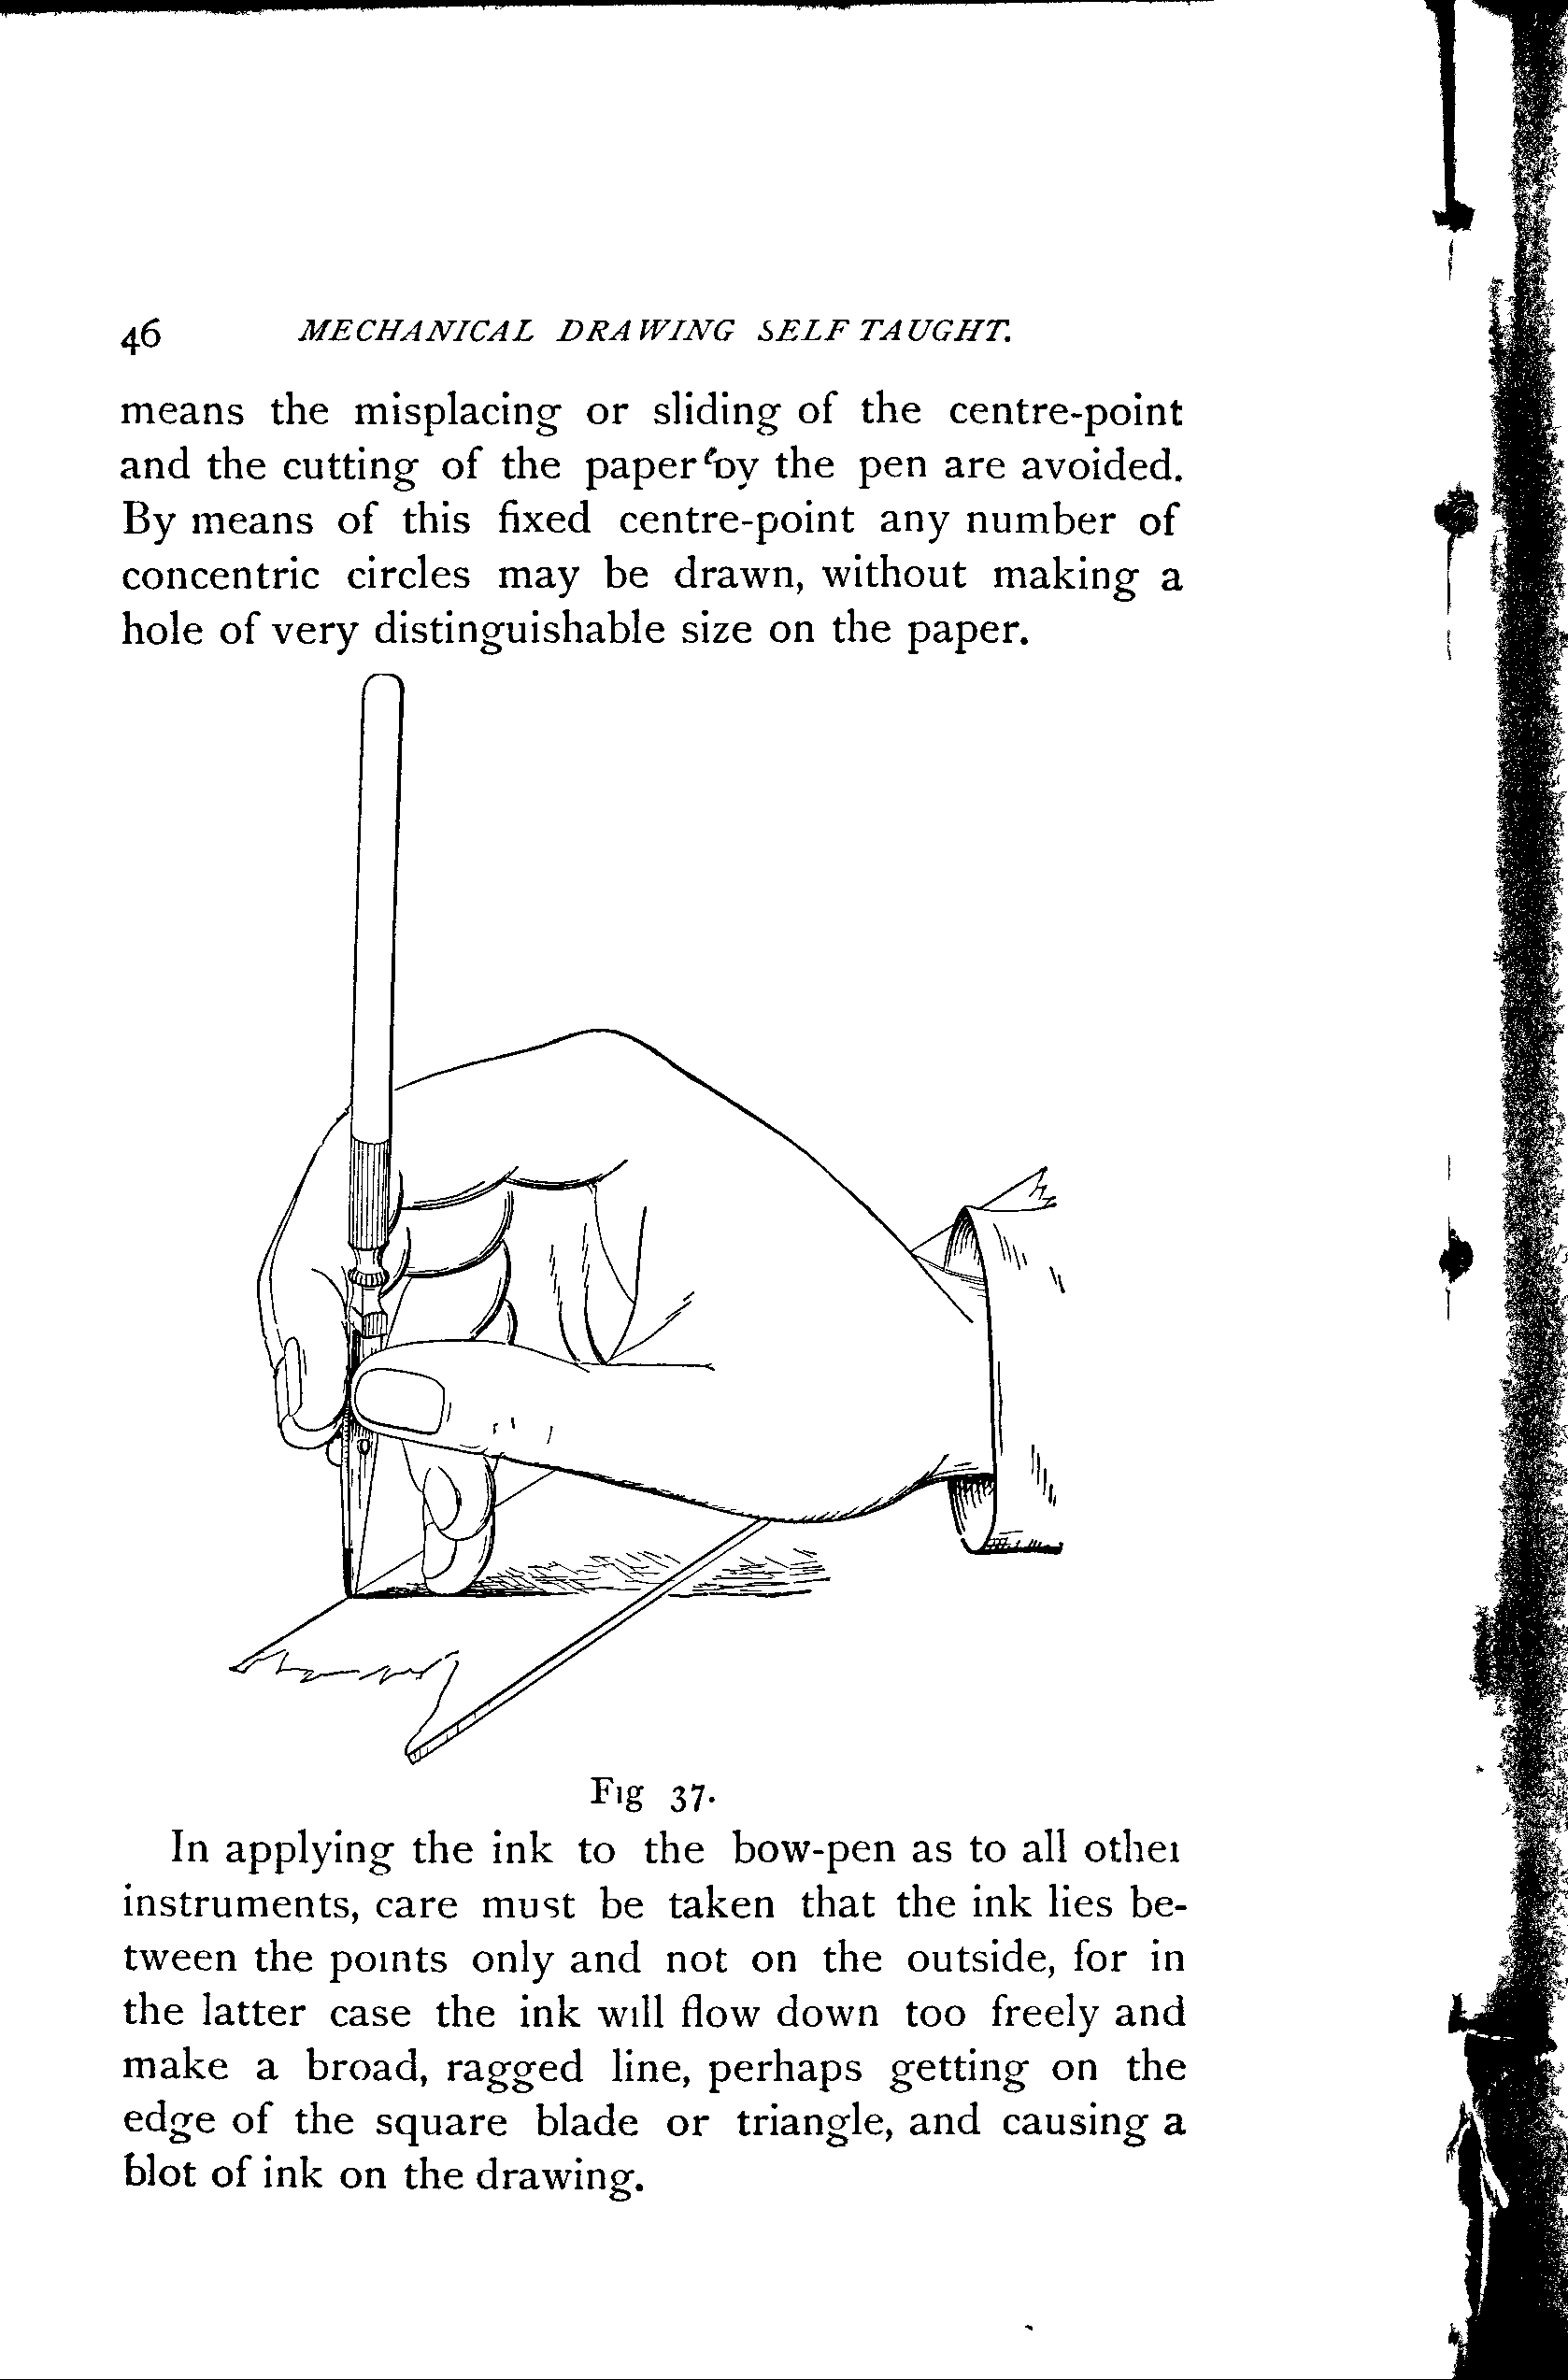 46 MECHANICAL DRAWING SELF TAUGHT.
means the misplacing or sliding of the centre-point
and the cutting of the paper by the pen are avoided.
By means of this fixed centre-point any number of
concentric circles may be drawn, without making a
hole of very distinguishable size on the paper.
Fig 37.
In applying the ink to the bow-pen as to all other
instruments, care must be taken that the ink lies be-
tween the points only and not on the outside, for in
the latter case the ink will flow down too freely and
make a broad, ragged line, perhaps getting on the
edge of the square blade or triangle, and causing a
blot of ink on the drawing.